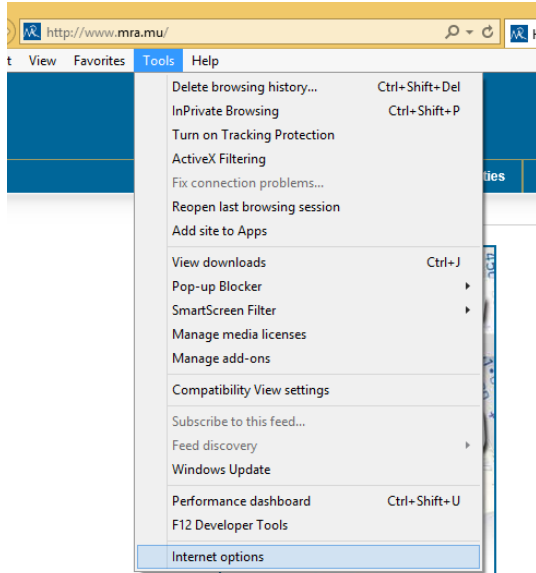 http://www.mra.mu/
t View Favorites Tools Help
Delete browsing history... Ctrl+Shift+Del
InPrivate Browsing Ctrl+Shift+P
Turn on Tracking Protection
ActiveX Filtering
Fix connection problems...
ties
Reopen last browsing session
Add site to Apps
View downloads Ctrl+J
Pop-up Blocker
SmartScreen Filter
Manage media licenses
Manage add-ons
Compatibility View settings
Subscribe to this feed...
Feed discovery
Windows Update
Performance dashboard Ctrl+Shift+U
F12 Developer Tools
Internet options